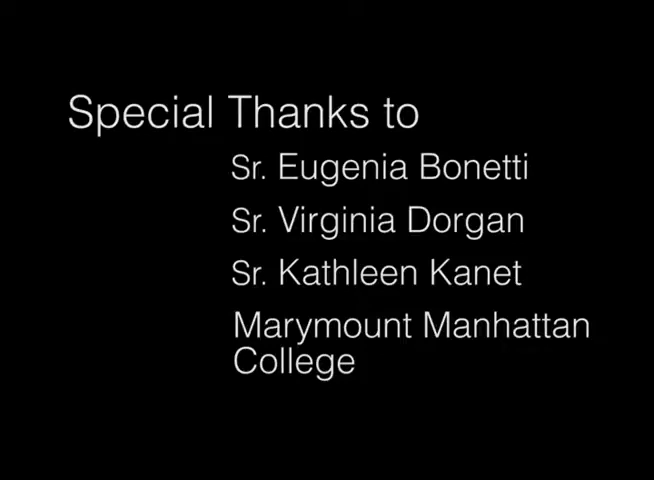 Special Thanks to
Sr. Eugenia Bonetti
Sr. Virginia Dorgan
Sr. Kathleen Kanet
Marymount Manhattan
College